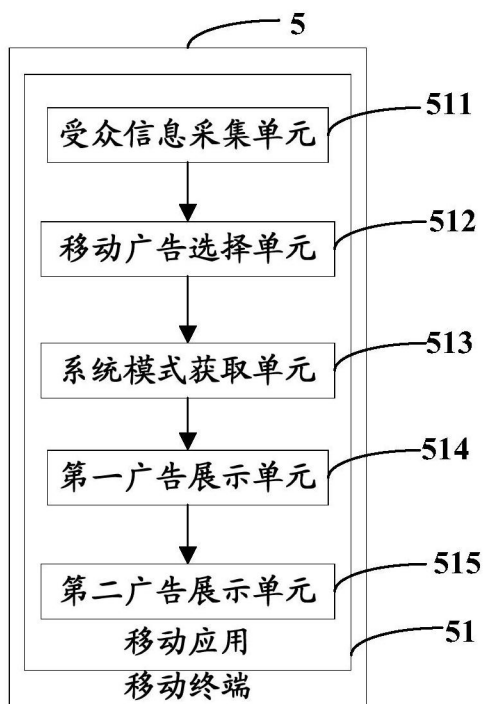 5
受众信息采集单元
511
移动广告选择单元
512
系统模式获取单元
513
第一广告展示单元
514
第二广告展示单元
515
移动应用
51
移动终端